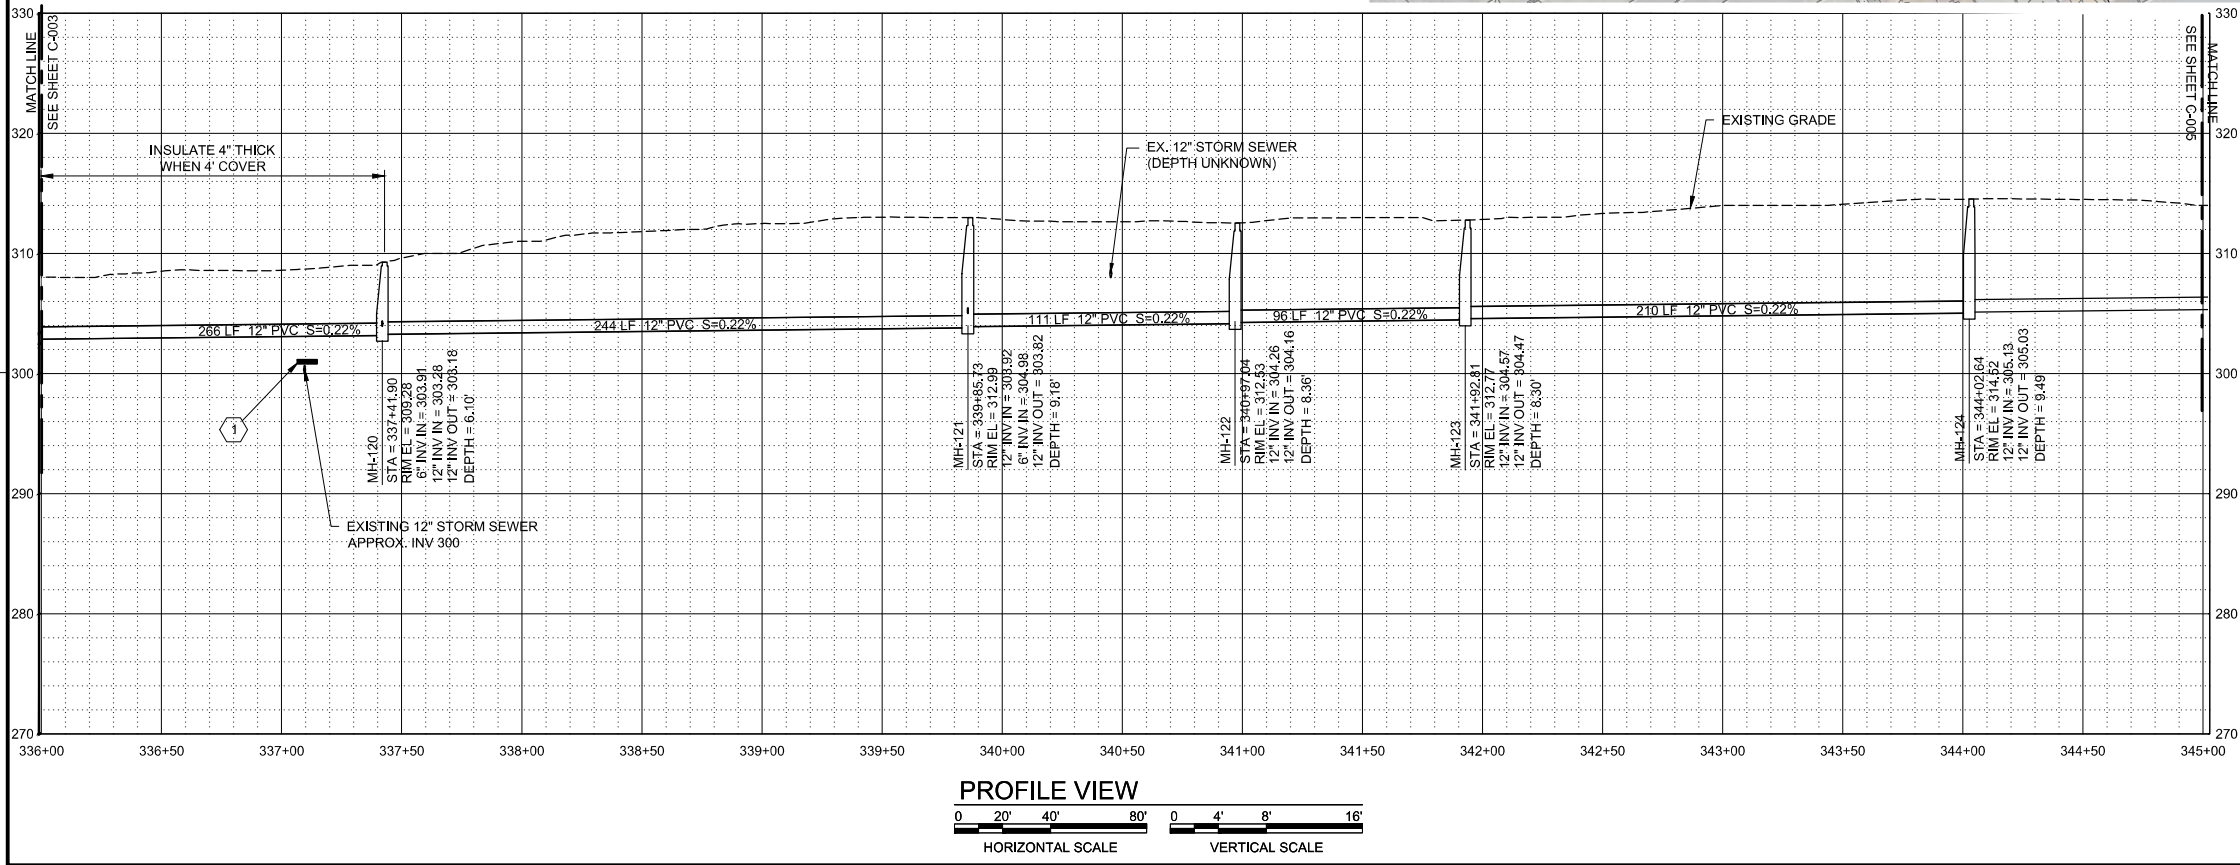 330
330
MATCH LINE
SEE SHEET C-003
SEE SHEET C-005
MATCH LINE
320
320
INSULATE 4" THICK
WHEN 4' COVER
EX. 12" STORM SEWER
(DEPTH UNKNOWN)
EXISTING GRADE
310
310
266 LF 12" PVC S=0.22%
244 LF 12" PVC S=0.22%
111 LF 12" PVC S=0.22%
96 LF 12" PVC S=0.22%
210 LF 12" PVC S=0.22%
300
300
1
MH-120
STA = 337+41.90
RIM EL = 309.28
6" INV IN = 303.91
12" INV IN = 303.28
12" INV OUT = 303.18
DEPTH = 6.10'
MH-121
STA = 339+85.73
RIM EL = 312.99
12" INV IN = 303.92
6" INV IN = 304.98
12" INV OUT = 303.82
DEPTH = 9.18'
MH-122
STA = 340+97.04
RIM EL = 312.53
12" INV IN = 304.26
12" INV OUT = 304.16
DEPTH = 8.36'
MH-123
STA = 341+92.81
RIM EL = 312.77
12" INV IN = 304.57
12" INV OUT = 304.47
DEPTH = 8.30'
MH-124
STA = 344+02.64
RIM EL = 314.52
12" INV IN = 305.13
12" INV OUT = 305.03
DEPTH = 9.49'
290
290
EXISTING 12" STORM SEWER
APPROX. INV 300
280
280
270
270
336+00 336+50 337+00 337+50 338+00 338+50 339+00 339+50 340+00 340+50 341+00 341+50 342+00 342+50 343+00 343+50 344+00 344+50 345+00
PROFILE VIEW
0 20' 40' 80'
HORIZONTAL SCALE
0 4' 8' 16'
VERTICAL SCALE